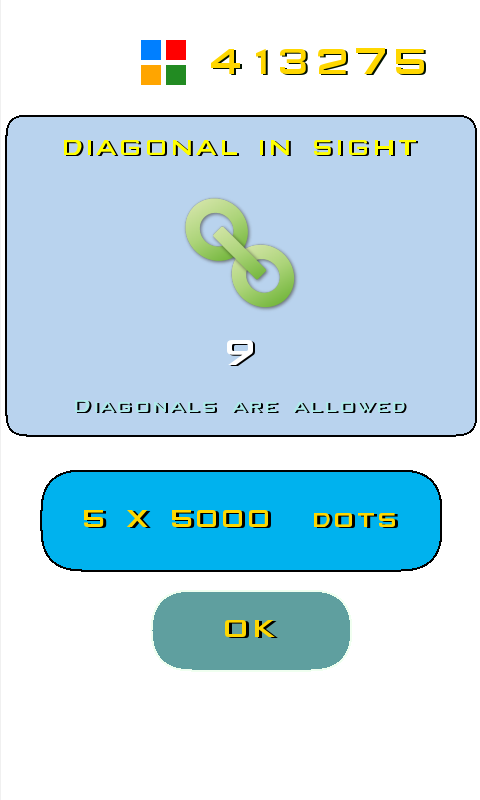 413275
DIAGONAL IN SIGHT
9
DIAGONALS ARE ALLOWED
5 X 5000 DOTS
OK